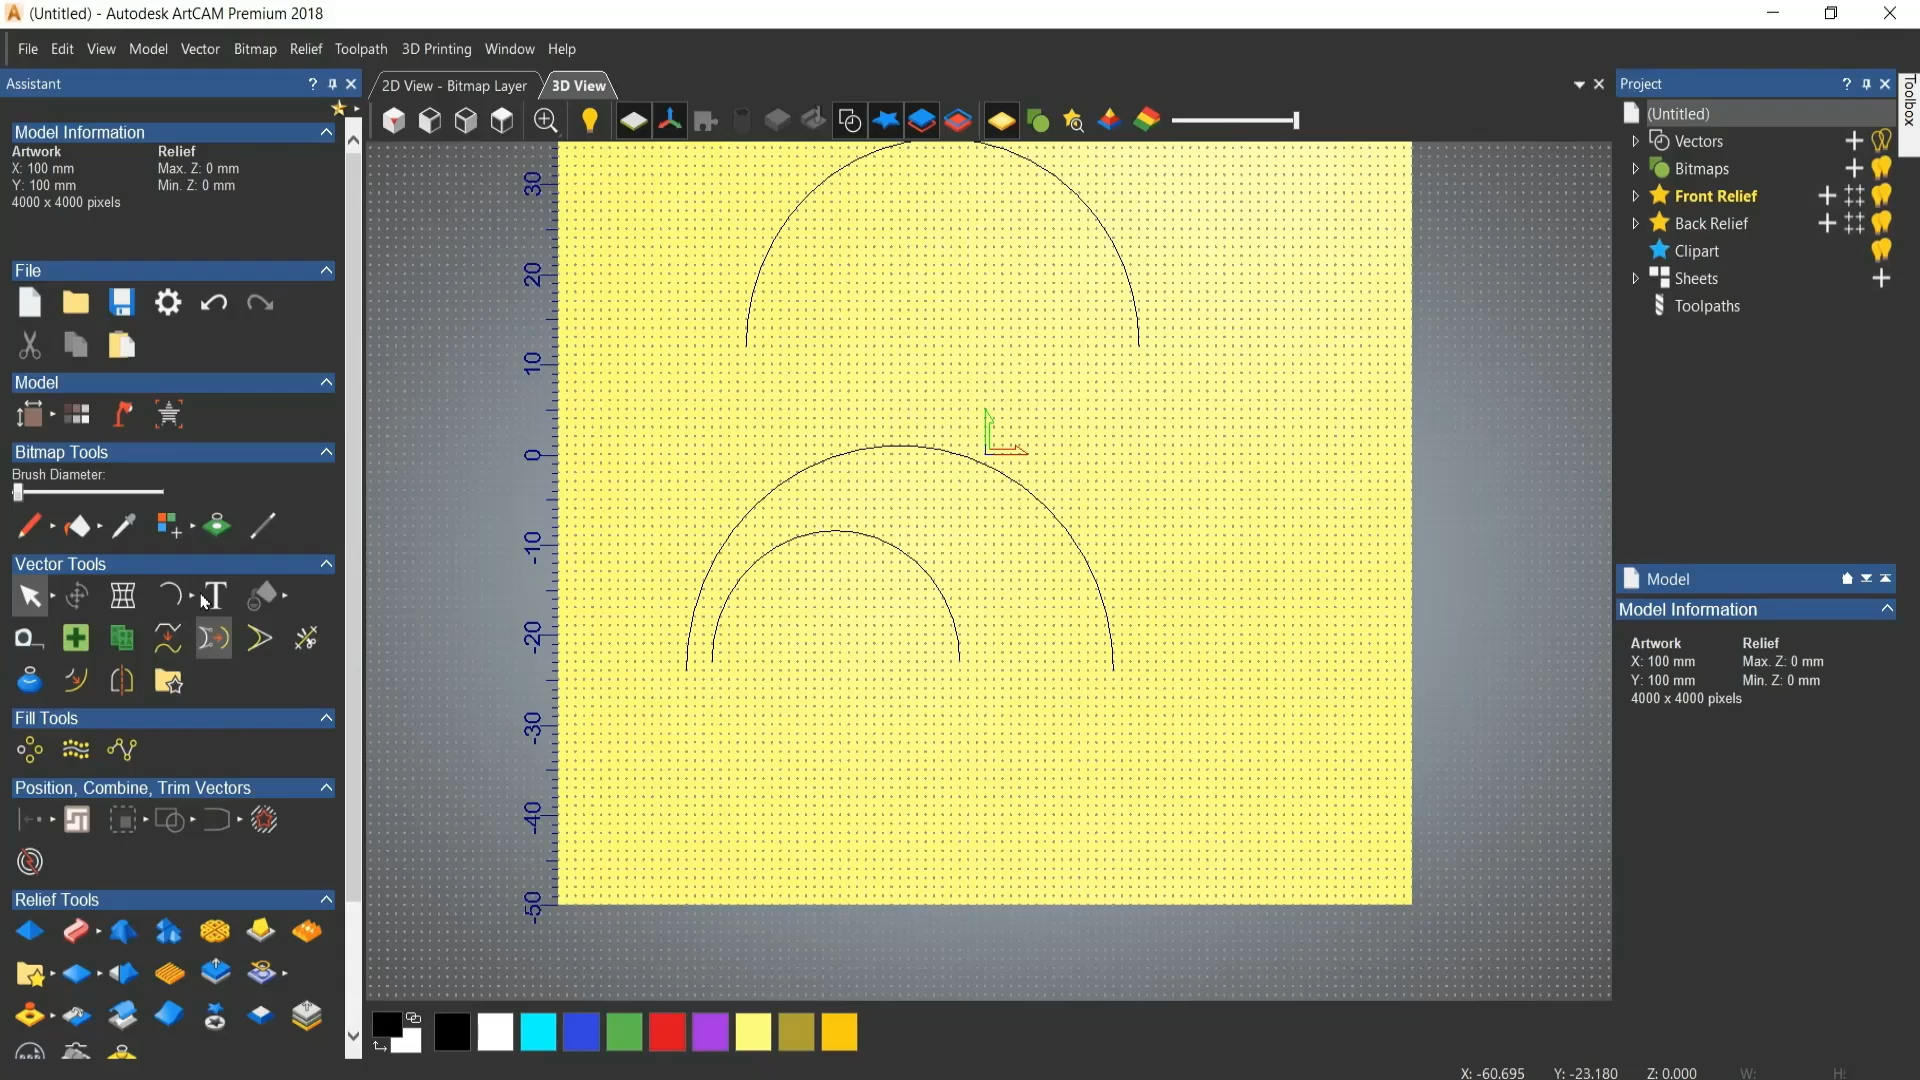 (Untitled) - Autodesk ArtCAM Premium 2018
File Edit View Model Vector Bitmap Relief Toolpath 3D Printing Window Help
Assistant
Model Information
Artwork Relief
X: 100 mm Max. Z: 0 mm
Y: 100 mm Min. Z: 0 mm
4000 x 4000 pixels
File
Model
Bitmap Tools
Brush Diameter:
Vector Tools
Fill Tools
Position, Combine, Trim Vectors
Relief Tools
2D View - Bitmap Layer 3D View
30
20
10
0
-10
-20
-30
-40
-50
Project
(Untitled)
Vectors
Bitmaps
Front Relief
Back Relief
Clipart
Sheets
Toolpaths
Toolbox
Model
Model Information
Artwork Relief
X: 100 mm Max. Z: 0 mm
Y: 100 mm Min. Z: 0 mm
4000 x 4000 pixels
X: -60.695 Y: -23.180 Z: 0.000 W: H: